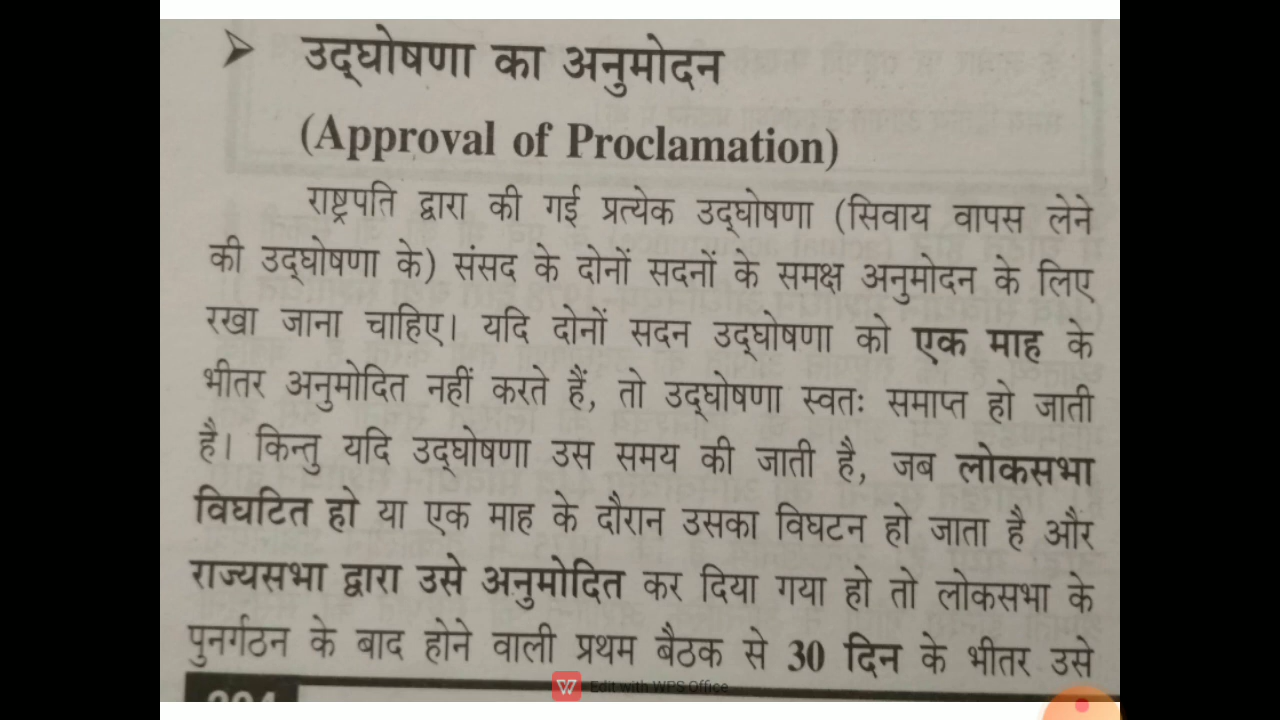 ➤ उद्घोषणा का अनुमोदन
(Approval of Proclamation)
राष्ट्रपति द्वारा की गई प्रत्येक उद्घोषणा (सिवाय वापस लेने
की उद्घोषणा के) संसद के दोनों सदनों के समक्ष अनुमोदन के लिए
रखा जाना चाहिए। यदि दोनों सदन उद्घोषणा को एक माह के
भीतर अनुमोदित नहीं करते हैं, तो उद्घोषणा स्वतः समाप्त हो जाती
है। किन्तु यदि उद्घोषणा उस समय की जाती है, जब लोकसभा
विघटित हो या एक माह के दौरान उसका विघटन हो जाता है और
राज्यसभा द्वारा उसे अनुमोदित कर दिया गया हो तो लोकसभा के
पुनर्गठन के बाद होने वाली प्रथम बैठक से 30 दिन के भीतर उसे
Edit with WPS Office